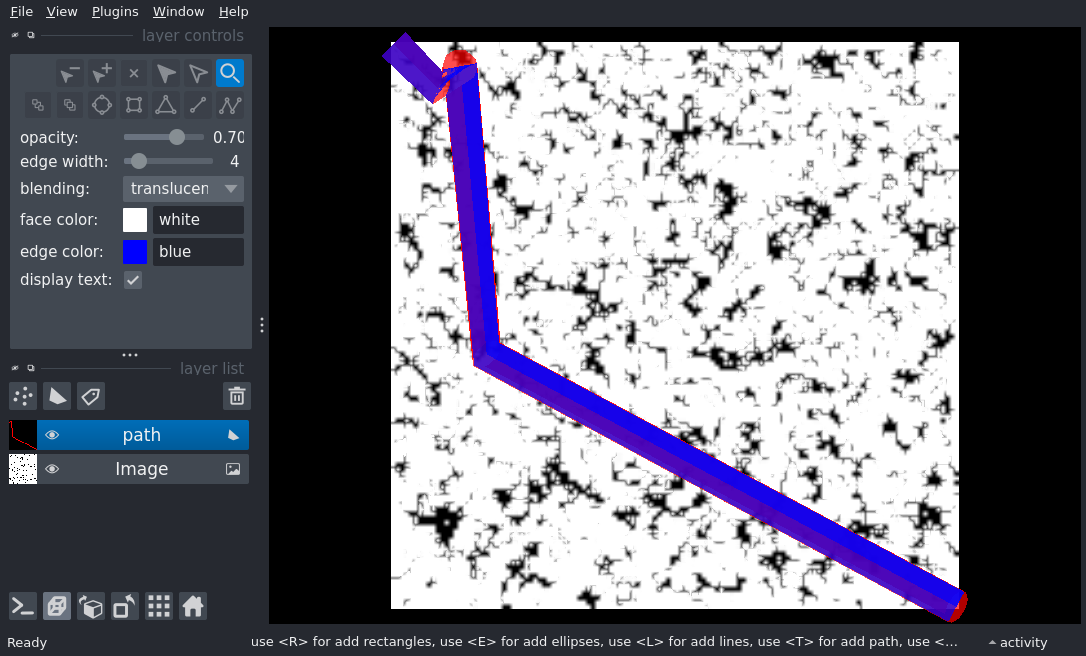 File View Plugins Window Help
layer controls
opacity: 0.70
edge width: 4
blending: translucen
face color: white
edge color: blue
display text:
layer list
path
Image
Ready use <R> for add rectangles, use <E> for add ellipses, use <L> for add lines, use <T> for add path, use <... activity